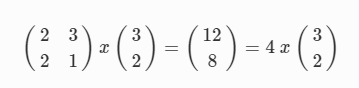 ( 2 3 ) x ( 3 ) = ( 12 ) = 4 x ( 3 )
( 2 1 ) ( 2 ) ( 8 ) ( 2 )